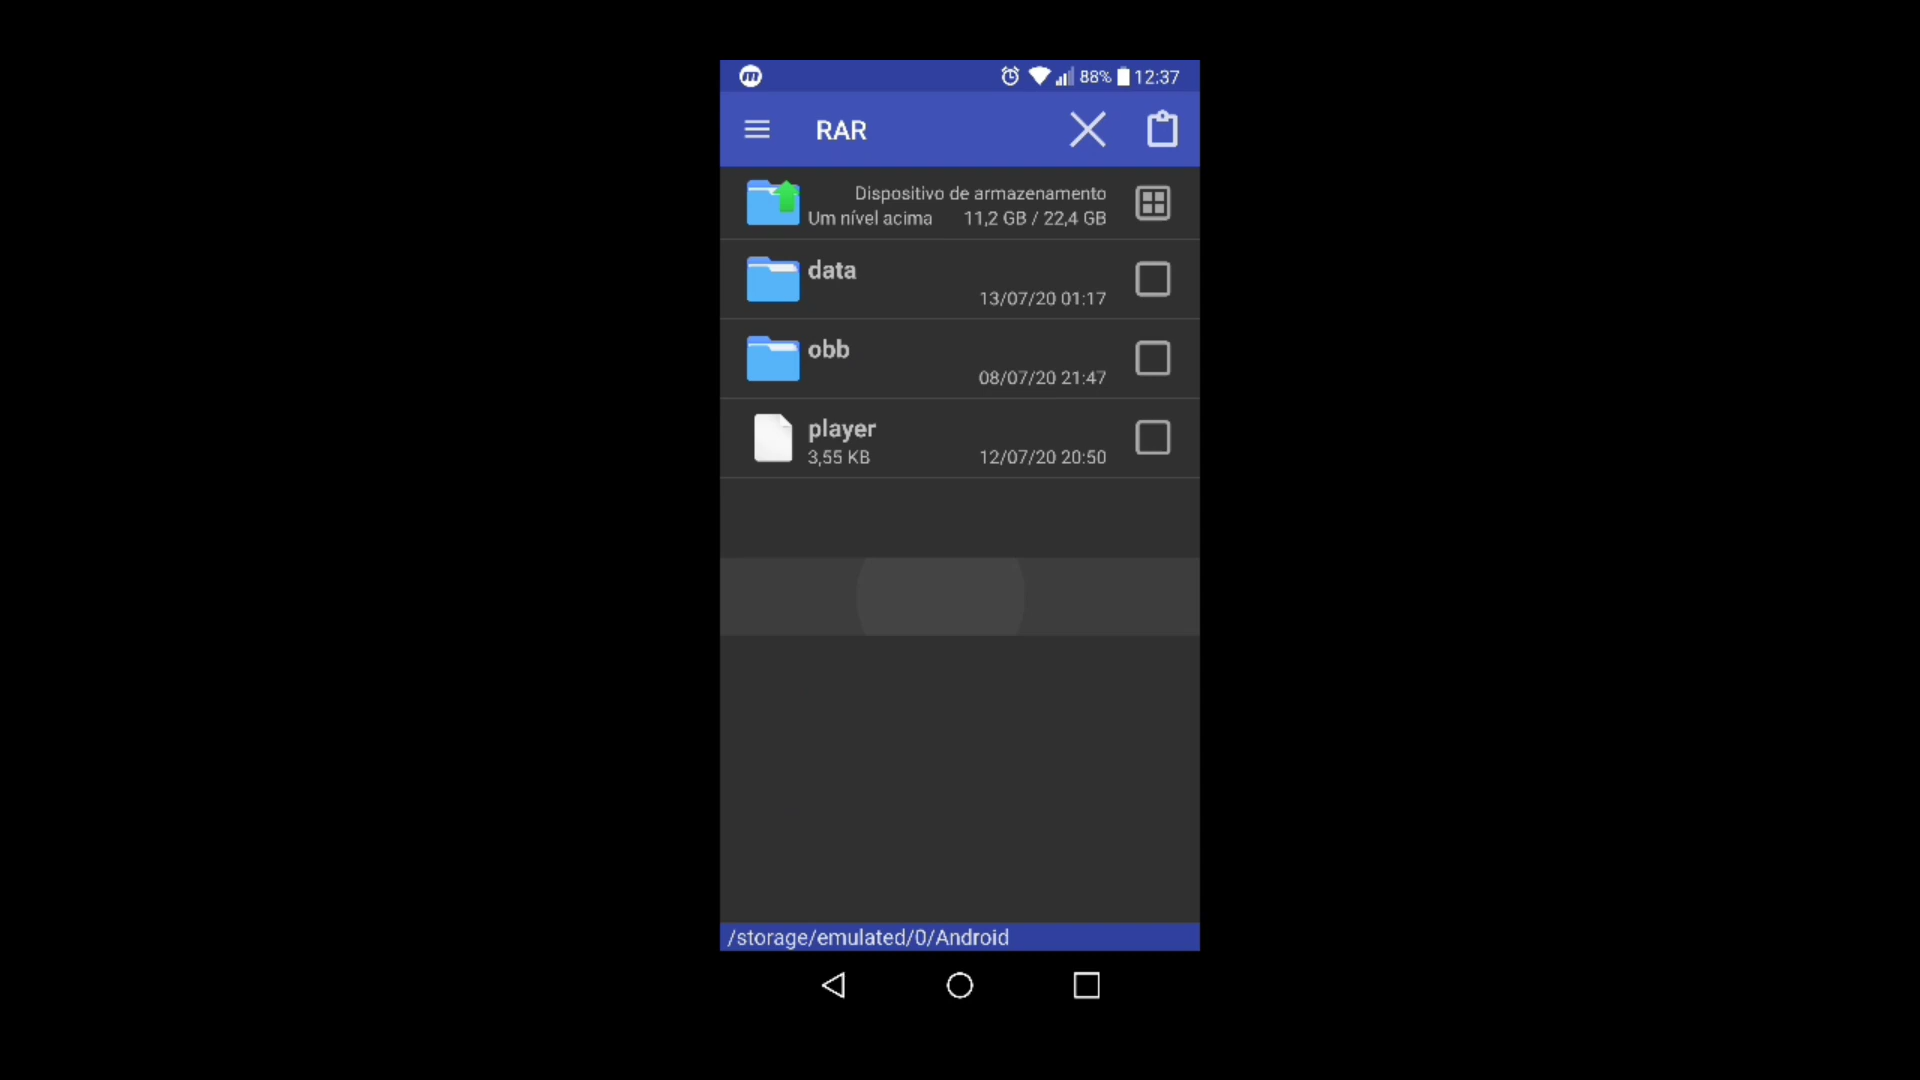 m
88% 12:37
RAR
Dispositivo de armazenamento
Um nível acima 11,2 GB / 22,4 GB
data
13/07/20 01:17
obb
08/07/20 21:47
player
3,55 KB 12/07/20 20:50
/storage/emulated/0/Android